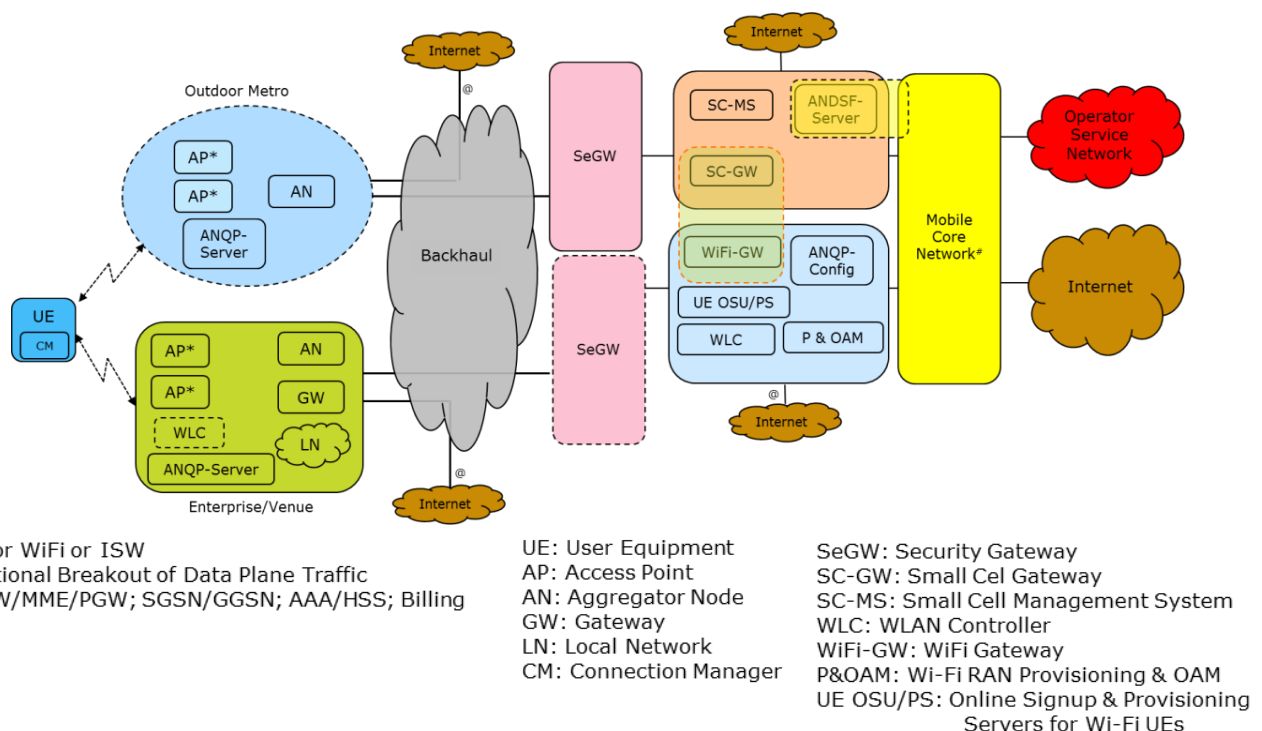 Internet
@
Outdoor Metro
AP*
AP*
AN
ANQP-
Server
UE
CM
AP*
AN
AP*
GW
WLC
LN
ANQP-Server
Enterprise/Venue
Backhaul
@
Internet
SeGW
SeGW
Internet
SC-MS
ANDSF-
Server
SC-GW
WiFi-GW
ANQP-
Config
UE OSU/PS
WLC
P & OAM
@
Internet
Mobile
Core
Network#
Operator
Service
Network
Internet
or WiFi or ISW
tional Breakout of Data Plane Traffic
W/MME/PGW; SGSN/GGSN; AAA/HSS; Billing
UE: User Equipment
AP: Access Point
AN: Aggregator Node
GW: Gateway
LN: Local Network
CM: Connection Manager
SeGW: Security Gateway
SC-GW: Small Cel Gateway
SC-MS: Small Cell Management System
WLC: WLAN Controller
WiFi-GW: WiFi Gateway
P&OAM: Wi-Fi RAN Provisioning & OAM
UE OSU/PS: Online Signup & Provisioning
Servers for Wi-Fi UEs